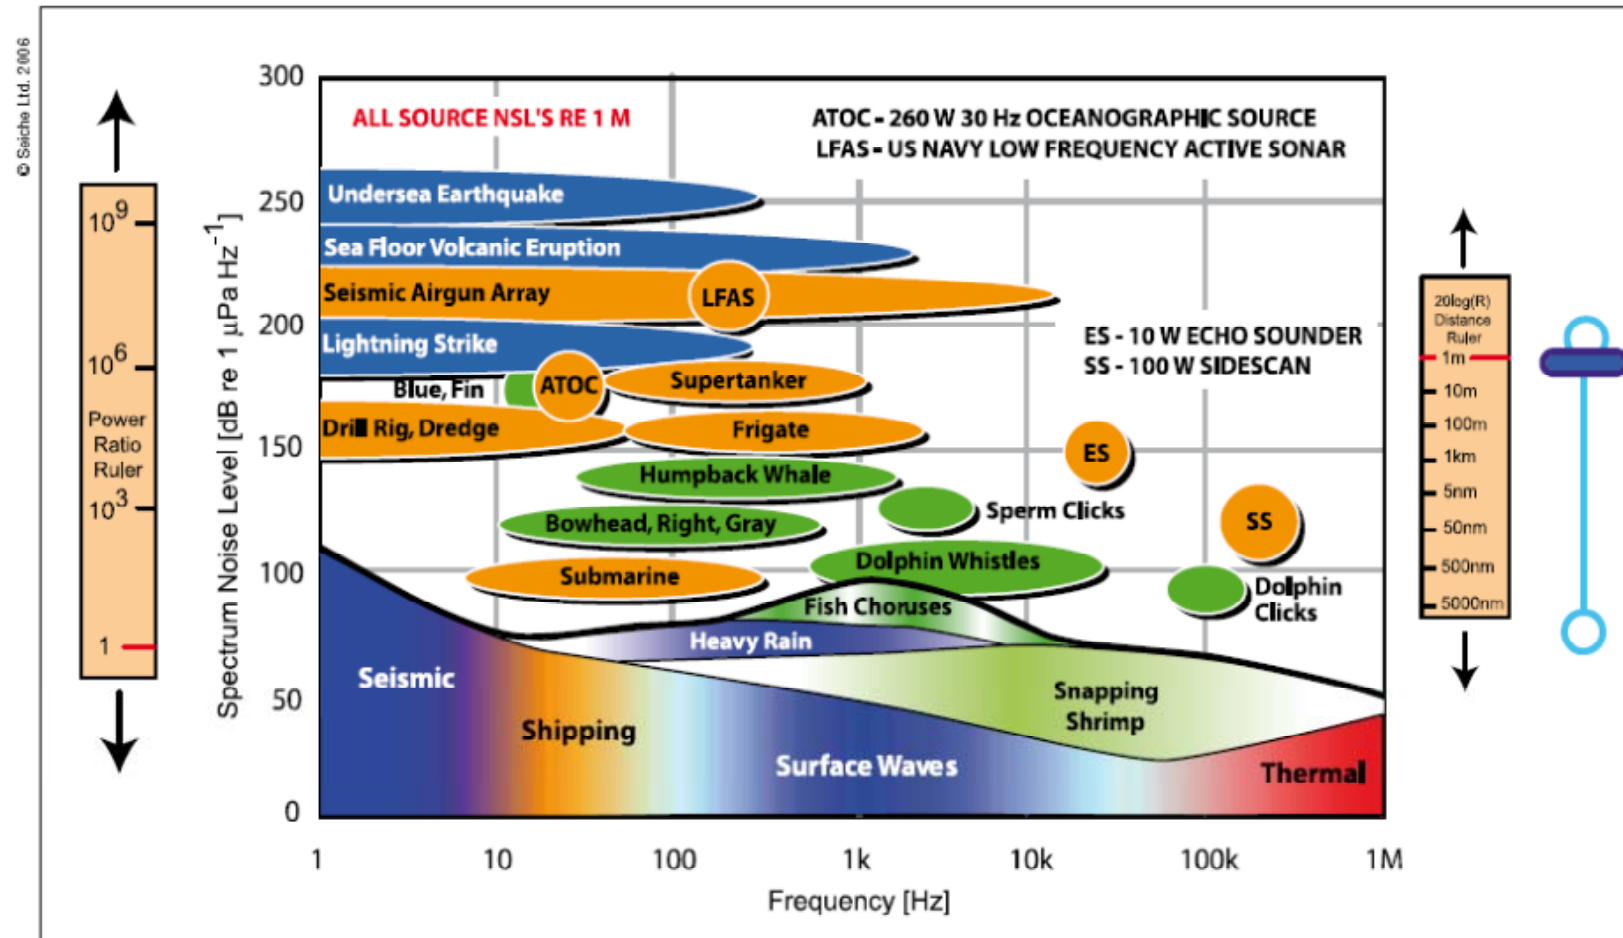 © Seiche Ltd. 2006
300
250
200
150
100
50
0
Spectrum Noise Level [dB re 1 µPa Hz⁻¹]
10⁹
10⁶
Power
Ratio
Ruler
10³
1
ALL SOURCE NSL'S RE 1 M
ATOC - 260 W 30 Hz OCEANOGRAPHIC SOURCE
LFAS - US NAVY LOW FREQUENCY ACTIVE SONAR
Undersea Earthquake
Sea Floor Volcanic Eruption
Seismic Airgun Array
LFAS
Lightning Strike
ES - 10 W ECHO SOUNDER
SS - 100 W SIDESCAN
Blue, Fin
ATOC
Supertanker
Drill Rig, Dredge
Frigate
ES
Humpback Whale
Sperm Clicks
SS
Bowhead, Right, Gray
Dolphin Whistles
Submarine
Dolphin
Clicks
Fish Choruses
Heavy Rain
Seismic
Snapping
Shrimp
Shipping
Surface Waves
Thermal
1
10
100
1k
10k
100k
1M
Frequency [Hz]
20log(R)
Distance
Ruler
1m
10m
100m
1km
5nm
50nm
500nm
5000nm